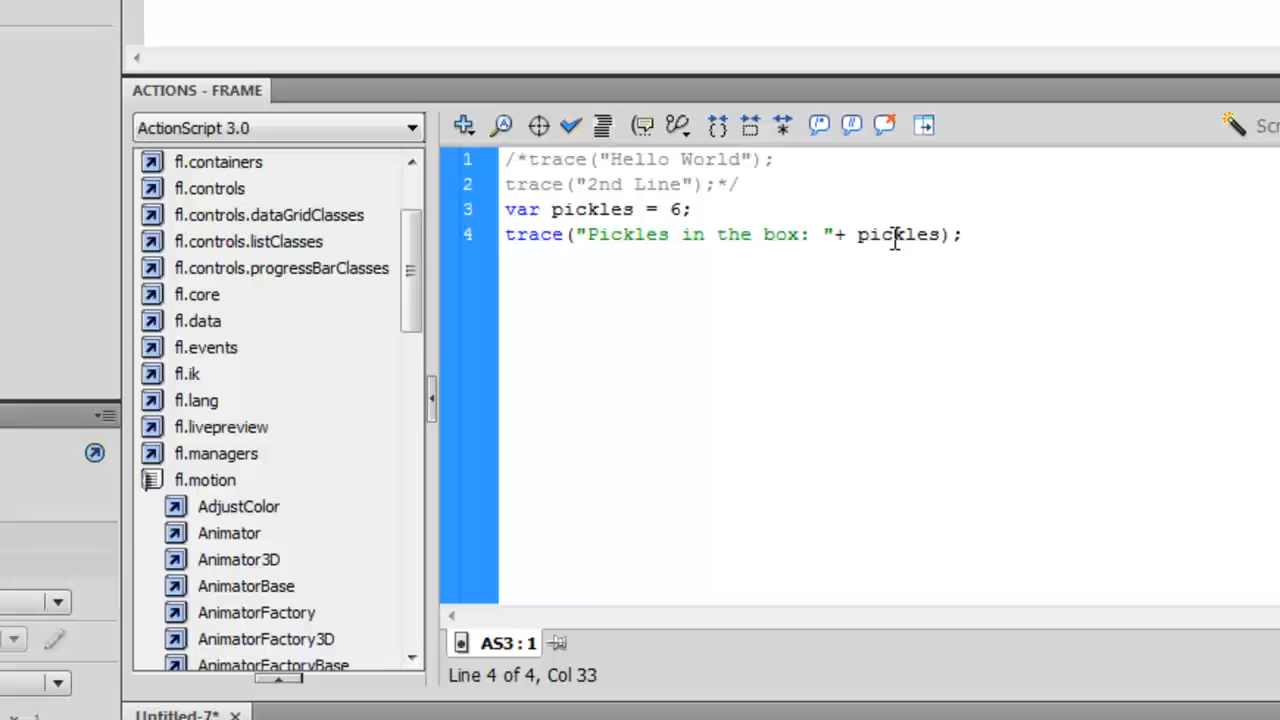 ACTIONS - FRAME
ActionScript 3.0
fl.containers
fl.controls
fl.controls.dataGridClasses
fl.controls.listClasses
fl.controls.progressBarClasses
fl.core
fl.data
fl.events
fl.ik
fl.lang
fl.livepreview
fl.managers
fl.motion
AdjustColor
Animator
Animator3D
AnimatorBase
AnimatorFactory
AnimatorFactory3D
AnimatorFactoryBase
Scr
1 /*trace("Hello World");
2 trace("2nd Line");*/
3 var pickles = 6;
4 trace("Pickles in the box: "+ pickles);
AS3 : 1
Line 4 of 4, Col 33
Untitled-7* x